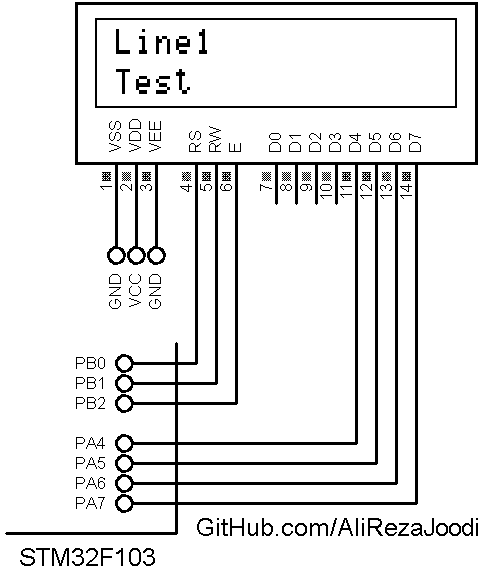 Line1
Test
VSS VDD VEE RS RW E D0 D1 D2 D3 D4 D5 D6 D7
1 2 3 4 5 6 7 8 9 10 11 12 13 14
GND VCC GND
PB0
PB1
PB2
PA4
PA5
PA6
PA7
GitHub.com/AliRezaJoodi
STM32F103